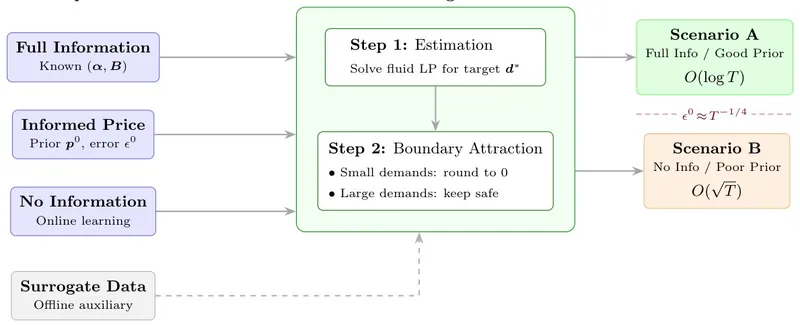 Full Information
Known (α, B)
Informed Price
Prior p⁰, error ϵ⁰
No Information
Online learning
Surrogate Data
Offline auxiliary
Step 1: Estimation
Solve fluid LP for target d*
Step 2: Boundary Attraction
• Small demands: round to 0
• Large demands: keep safe
Scenario A
Full Info / Good Prior
O(log T)
ϵ⁰ ≈ T^{-1/4}
Scenario B
No Info / Poor Prior
O(√T)